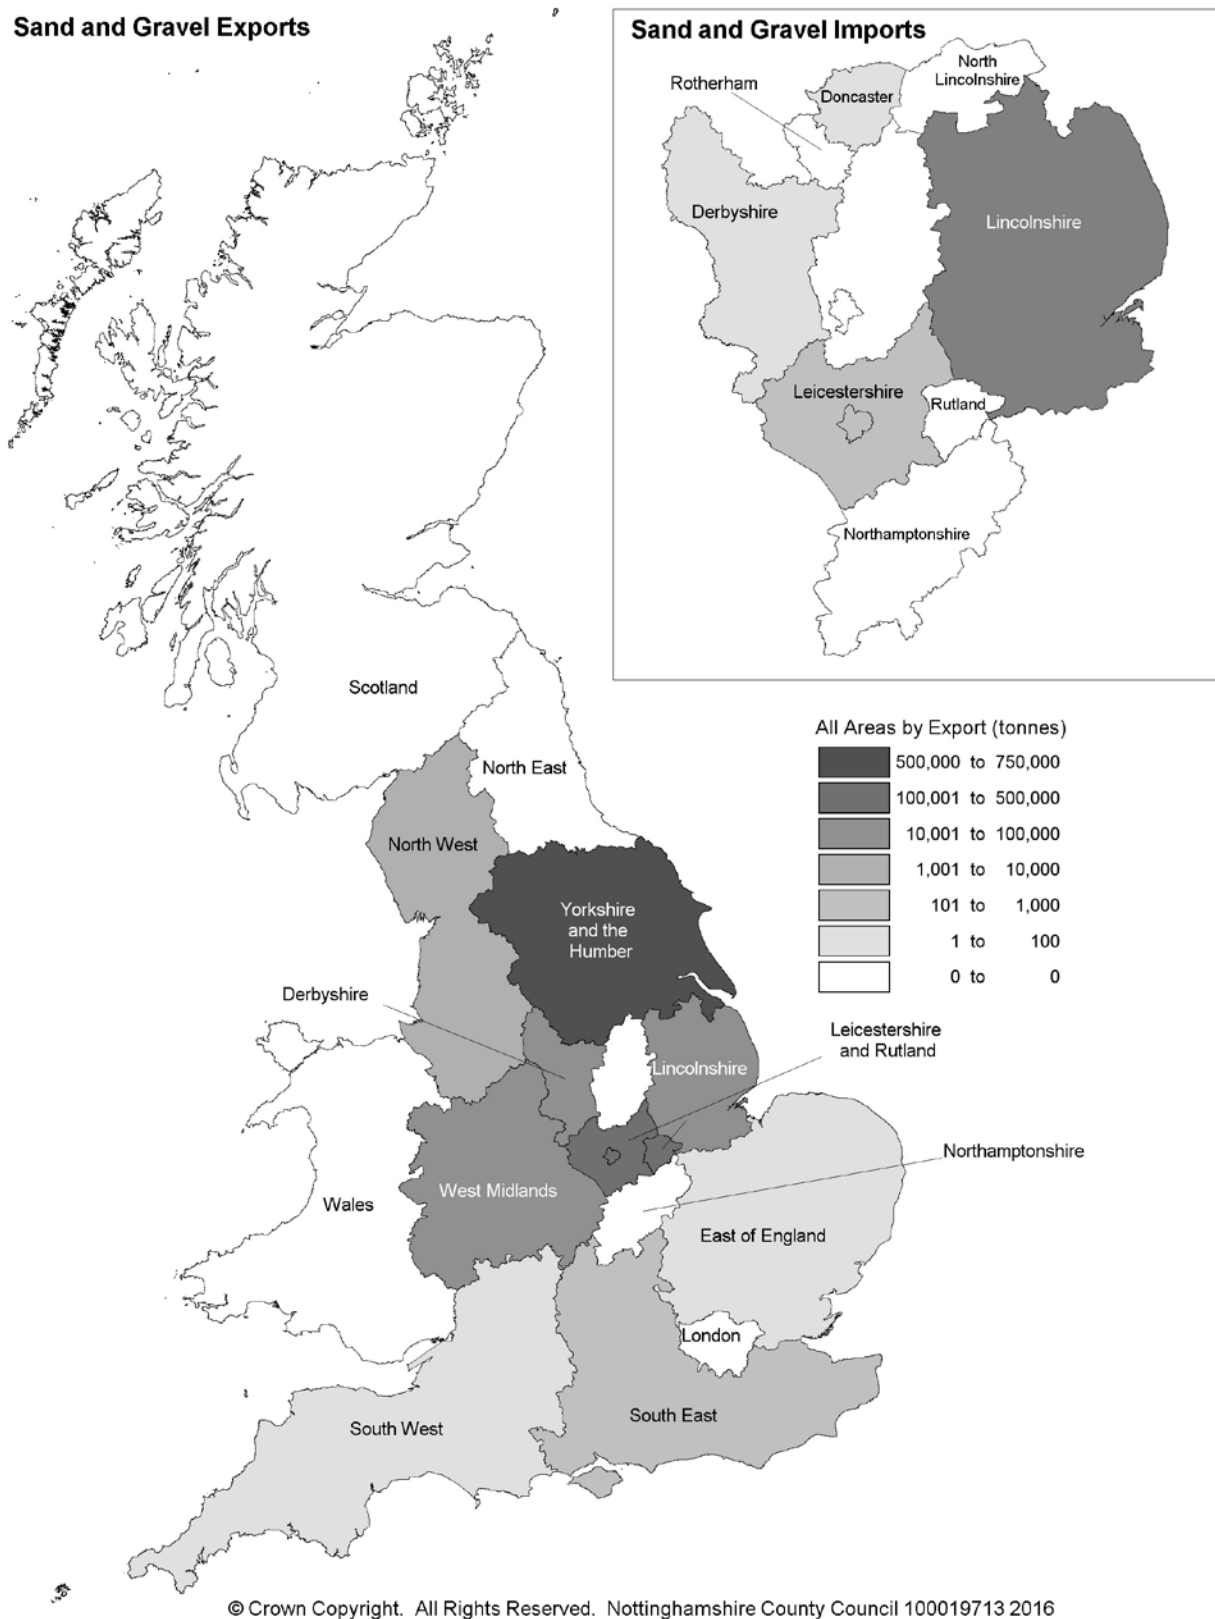 Sand and Gravel Exports
Sand and Gravel Imports
North
Lincolnshire
Rotherham
Doncaster
Derbyshire
Lincolnshire
Leicestershire
Rutland
Northamptonshire
Scotland
North East
North West
Yorkshire
and the
Humber
Derbyshire
Lincolnshire
Leicestershire
and Rutland
Northamptonshire
West Midlands
Wales
East of England
London
South East
South West
All Areas by Export (tonnes)
500,000 to 750,000
100,001 to 500,000
10,001 to 100,000
1,001 to 10,000
101 to 1,000
1 to 100
0 to 0
© Crown Copyright. All Rights Reserved. Nottinghamshire County Council 100019713 2016